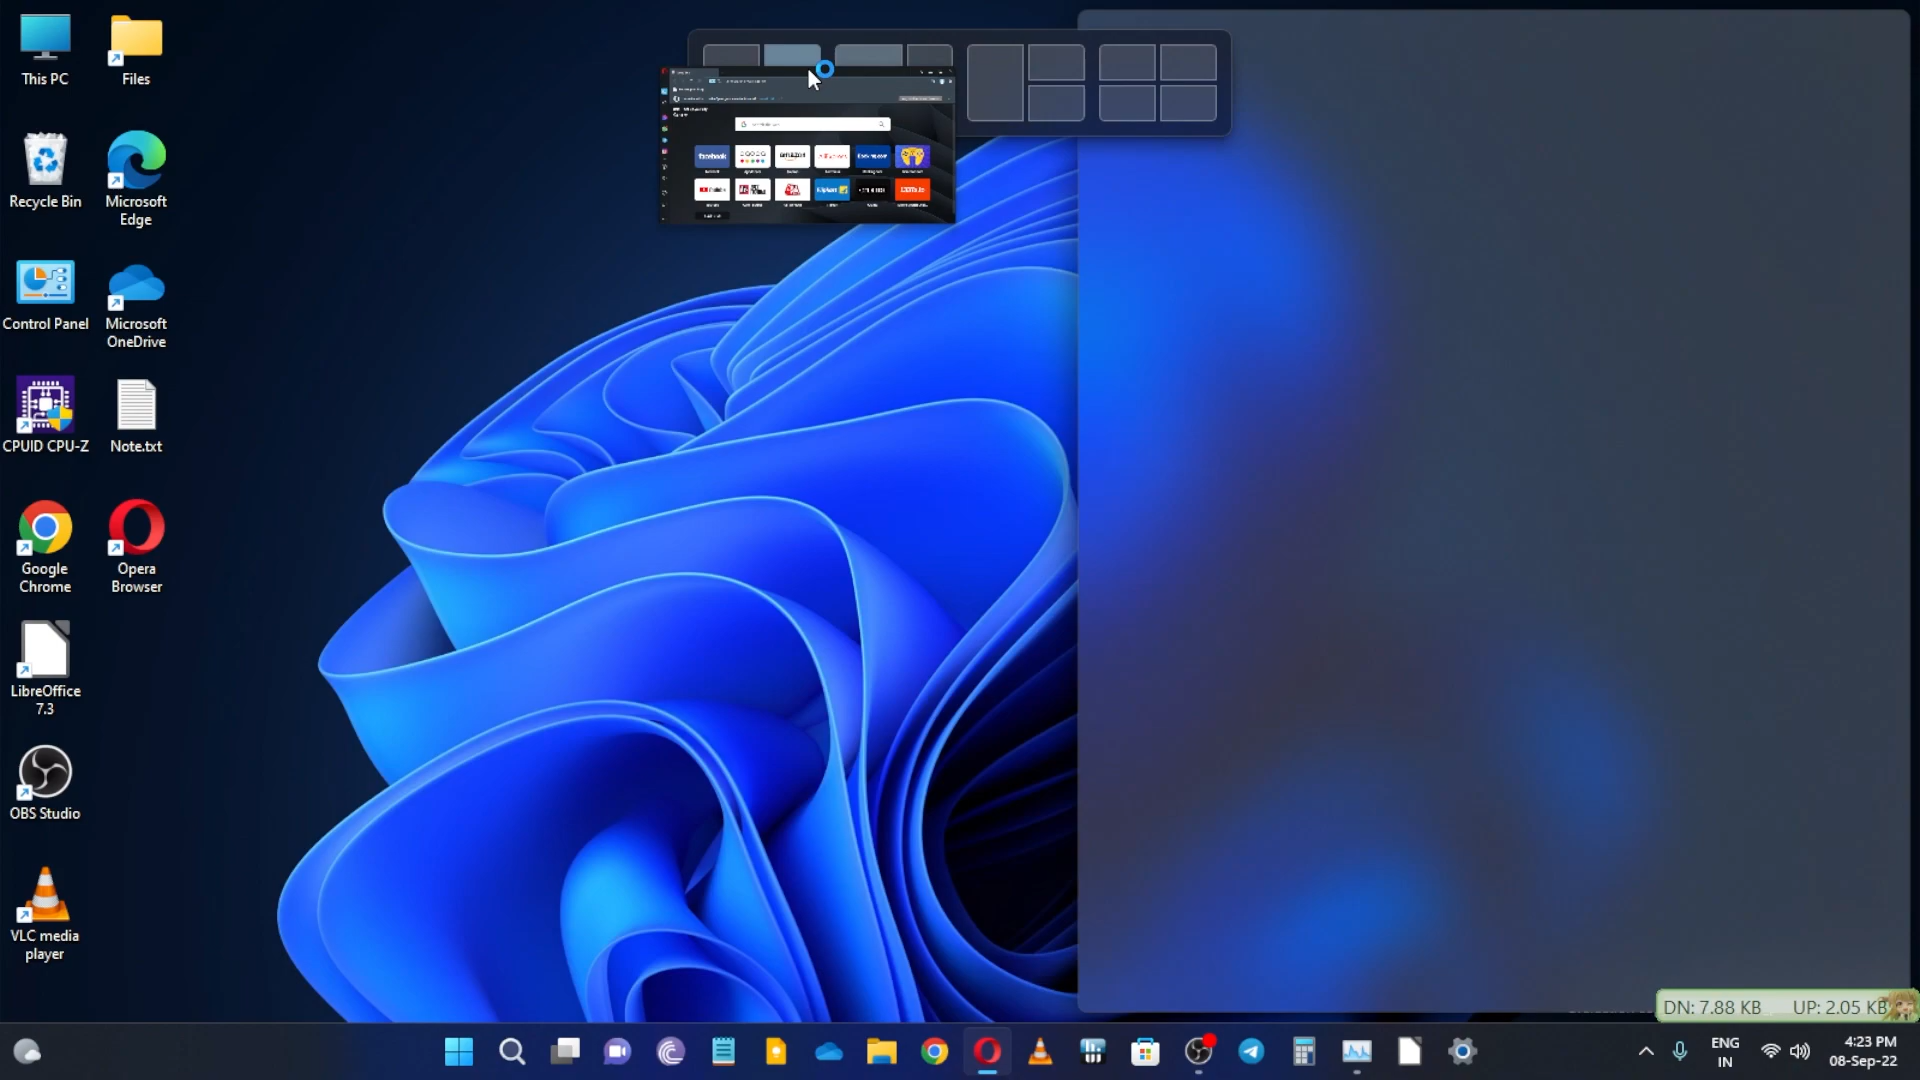 This PC
Files
Recycle Bin
Microsoft
Edge
Control Panel
Microsoft
OneDrive
CPUID CPU-Z
Note.txt
Google
Chrome
Opera
Browser
LibreOffice
7.3
OBS Studio
VLC media
player
facebook
amazon
DN: 7.88 KB
UP: 2.05 KB
ENG
IN
4:23 PM
08-Sep-22